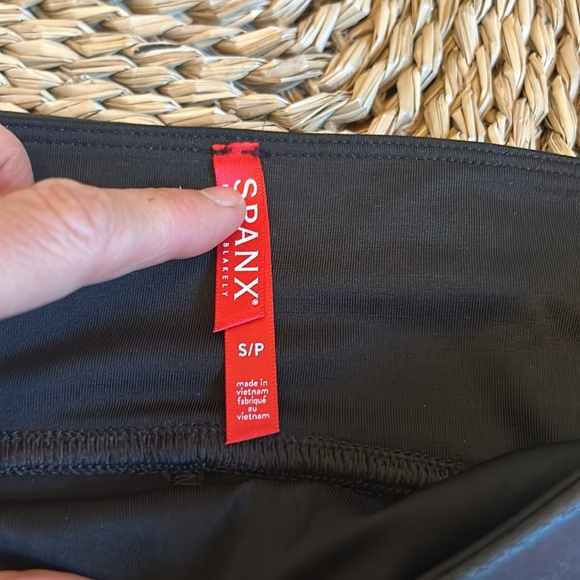 SPANX®
BLAKELY
S/P
made in
vietnam
fabriqué
au
vietnam